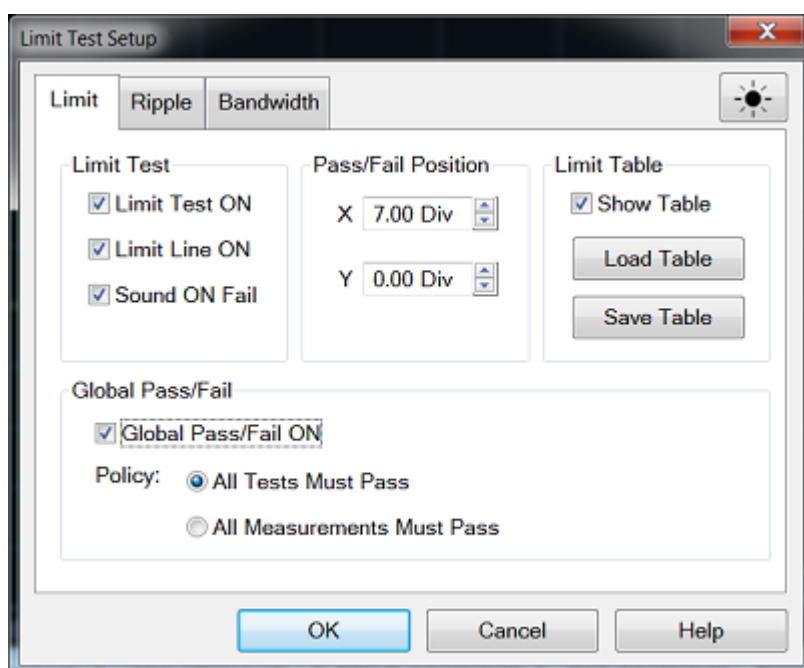 Limit Test Setup
Limit Ripple Bandwidth
Limit Test
Limit Test ON
Limit Line ON
Sound ON Fail
Pass/Fail Position
X 7.00 Div
Y 0.00 Div
Limit Table
Show Table
Load Table
Save Table
Global Pass/Fail
Global Pass/Fail ON
Policy: All Tests Must Pass
All Measurements Must Pass
OK Cancel Help